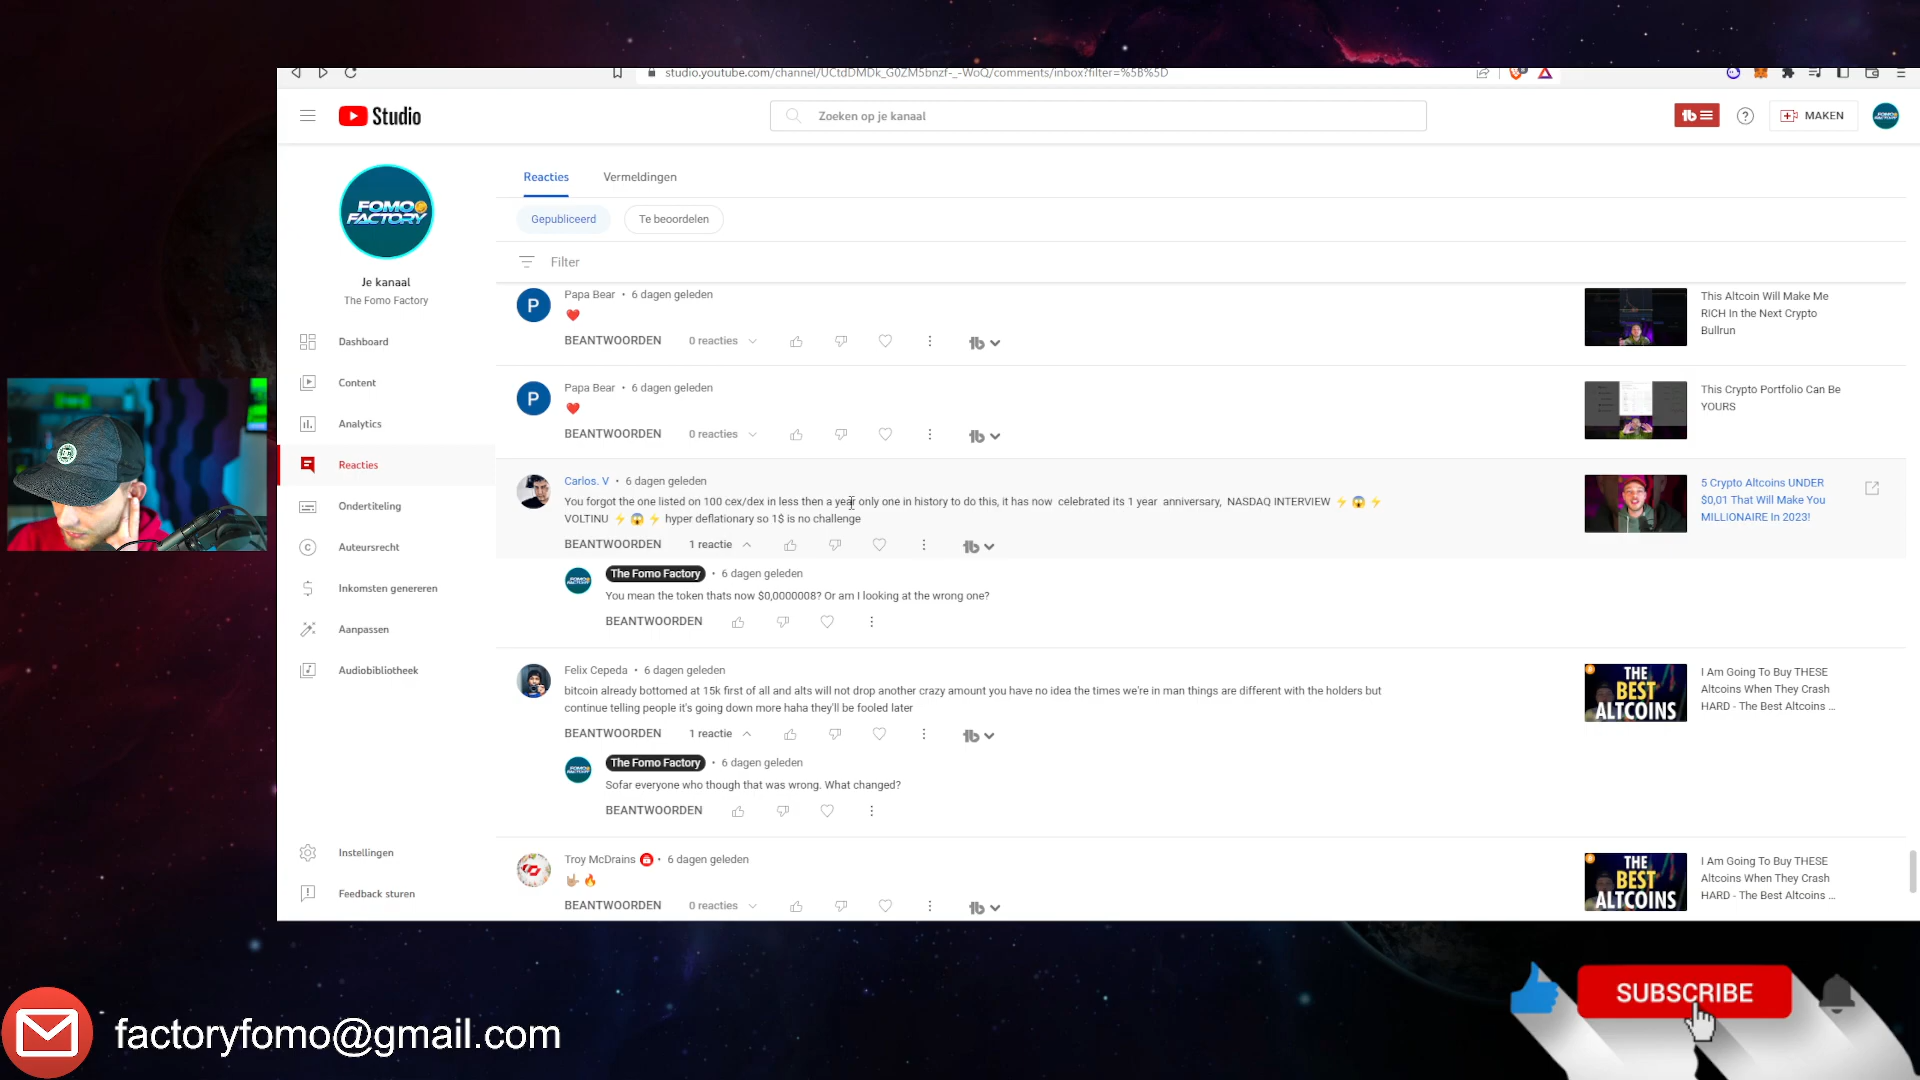 studio.youtube.com/channel/UCtdDMDk_G0ZM5bnzf-_-WoQ/comments/inbox?filter=%5B%5D
Studio
Zoeken op je kanaal
MAKEN
FOMO
FACTORY
Je kanaal
The Fomo Factory
Dashboard
Content
Analytics
Reacties
Ondertiteling
Auteursrecht
Inkomsten genereren
Aanpassen
Audiobibliotheek
Instellingen
Feedback sturen
Reacties
Vermeldingen
Gepubliceerd
Te beoordelen
Filter
P
Papa Bear • 6 dagen geleden
BEANTWOORDEN 0 reacties
This Altcoin Will Make Me
RICH In the Next Crypto
Bullrun
P
Papa Bear • 6 dagen geleden
BEANTWOORDEN 0 reacties
This Crypto Portfolio Can Be
YOURS
Carlos. V • 6 dagen geleden
You forgot the one listed on 100 cex/dex in less then a year only one in history to do this, it has now celebrated its 1 year anniversary, NASDAQ INTERVIEW ⚡ 😱 ⚡
VOLTINU ⚡ 😱 ⚡ hyper deflationary so 1$ is no challenge
BEANTWOORDEN 1 reactie
5 Crypto Altcoins UNDER
$0,01 That Will Make You
MILLIONAIRE In 2023!
The Fomo Factory • 6 dagen geleden
You mean the token thats now $0,0000008? Or am I looking at the wrong one?
BEANTWOORDEN
Felix Cepeda • 6 dagen geleden
bitcoin already bottomed at 15k first of all and alts will not drop another crazy amount you have no idea the times we're in man things are different with the holders but
continue telling people it's going down more haha they'll be fooled later
BEANTWOORDEN 1 reactie
THE
BEST
ALTCOINS
I Am Going To Buy THESE
Altcoins When They Crash
HARD - The Best Altcoins ...
The Fomo Factory • 6 dagen geleden
Sofar everyone who though that was wrong. What changed?
BEANTWOORDEN
Troy McDrains • 6 dagen geleden
BEANTWOORDEN 0 reacties
THE
BEST
ALTCOINS
I Am Going To Buy THESE
Altcoins When They Crash
HARD - The Best Altcoins ...
factoryfomo@gmail.com
SUBSCRIBE